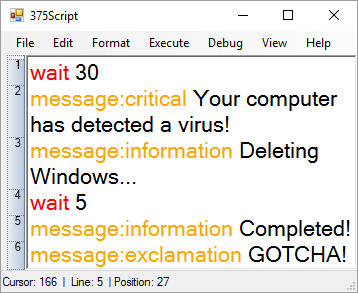 375Script
File Edit Format Execute Debug View Help
1 wait 30
2 message:critical Your computer
has detected a virus!
3 message:information Deleting
Windows...
4 wait 5
5 message:information Completed!
6 message:exclamation GOTCHA!
Cursor: 166 | Line: 5 | Position: 27